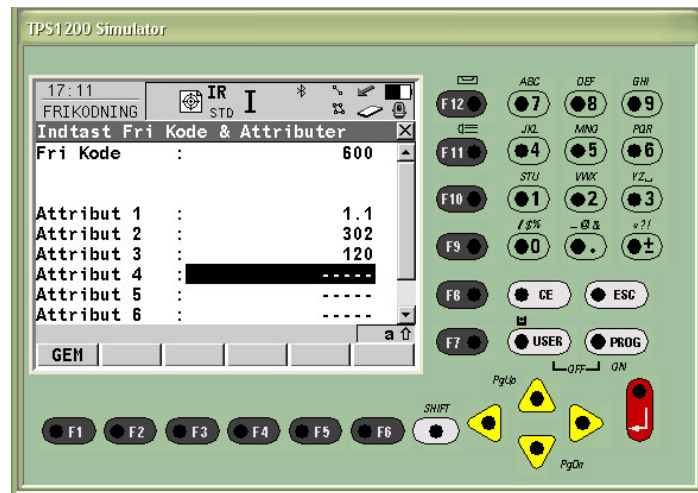 TPS1200 Simulator
17:11
IR
FRIKODNING
STD
I
Indtast Fri Kode & Attributer
Fri Kode : 600
Attribut 1 : 1.1
Attribut 2 : 302
Attribut 3 : 120
Attribut 4 : -----
Attribut 5 : -----
Attribut 6 : -----
a
GEM
ABC DEF GHI
F12 7 8 9
JKL MNO PQR
F11 4 5 6
STU VWX YZ
F10 1 2 3
/$% _@& *?!
F9 0 . ±
F8 CE ESC
F7 USER PROG
OFF ON
PgUp
SHIFT
F1 F2 F3 F4 F5 F6
PgDn